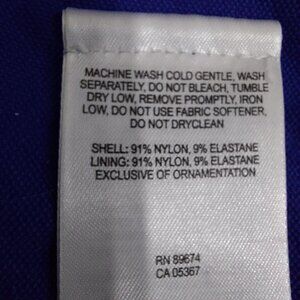 MACHINE WASH COLD GENTLE, WASH
SEPARATELY, DO NOT BLEACH, TUMBLE
DRY LOW, REMOVE PROMPTLY, IRON
LOW, DO NOT USE FABRIC SOFTENER,
DO NOT DRYCLEAN
SHELL: 91% NYLON, 9% ELASTANE
LINING: 91% NYLON, 9% ELASTANE
EXCLUSIVE OF ORNAMENTATION
RN 89674
CA 05367